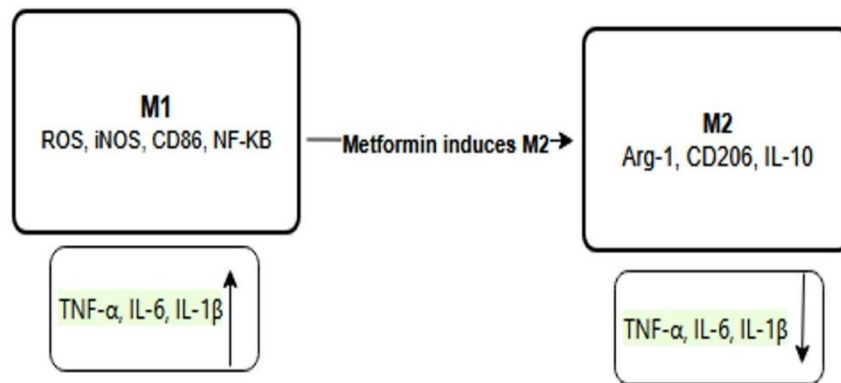 M1
ROS, iNOS, CD86, NF-KB
TNF-α, IL-6, IL-1β
Metformin induces M2
M2
Arg-1, CD206, IL-10
TNF-α, IL-6, IL-1β